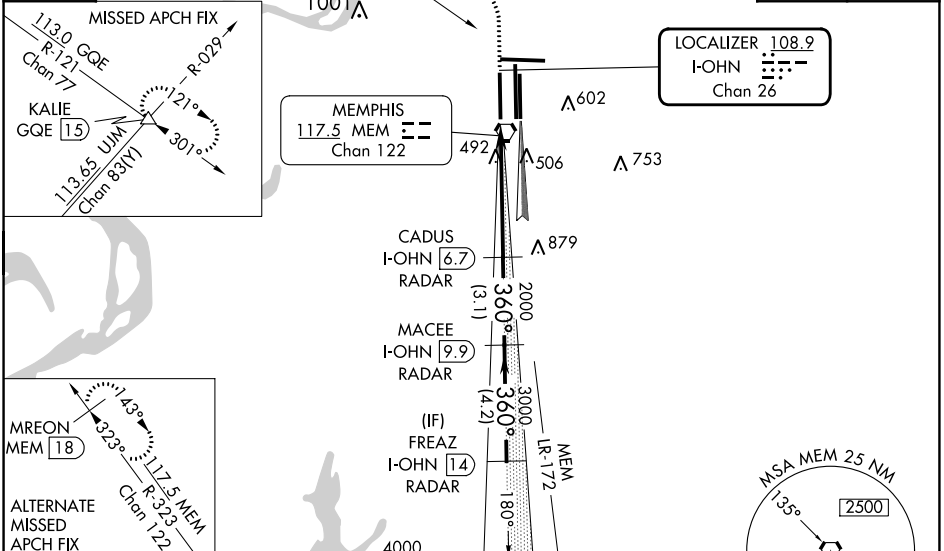 1001
MISSED APCH FIX
113.0 GQE
R-121
Chan 77
R-029
KALIE
GQE 15
121°
301°
113.65 UJM
Chan 83(Y)
LOCALIZER 108.9
I-OHN
Chan 26
MEMPHIS
117.5 MEM
Chan 122
602
492
506
753
879
CADUS
I-OHN 6.7
RADAR
360°
(3.1)
2000
MACEE
I-OHN 9.9
RADAR
360°
(4.2)
3000
(IF)
FREAZ
I-OHN 14
RADAR
MEM
LR-172
180°
4000
MREON
MEM 18
143°
323°
117.5 MEM
R-323
Chan 122
ALTERNATE
MISSED
APCH FIX
MSA MEM 25 NM
135°
2500